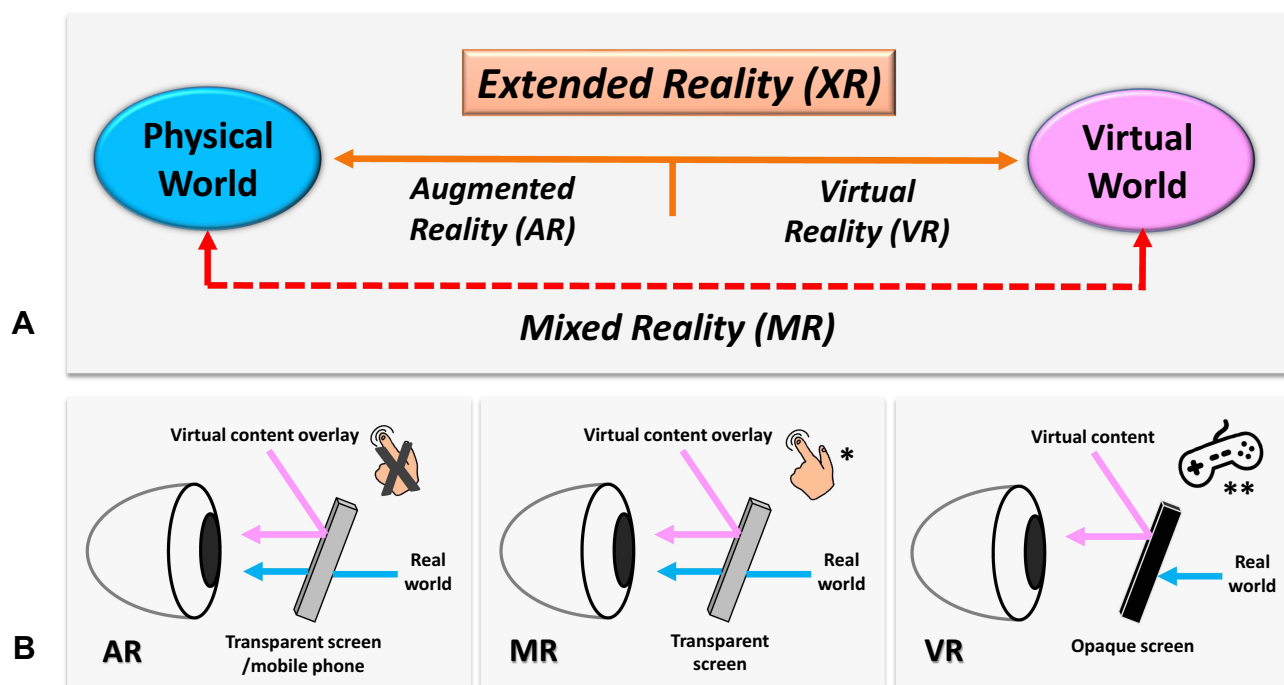 Extended Reality (XR)
Physical
World
Virtual
World
Augmented
Reality (AR)
Virtual
Reality (VR)
Mixed Reality (MR)
A
Virtual content overlay
Real
world
Transparent screen
/mobile phone
AR
Virtual content overlay
*
Real
world
Transparent
screen
MR
Virtual content
**
Real
world
Opaque screen
VR
B